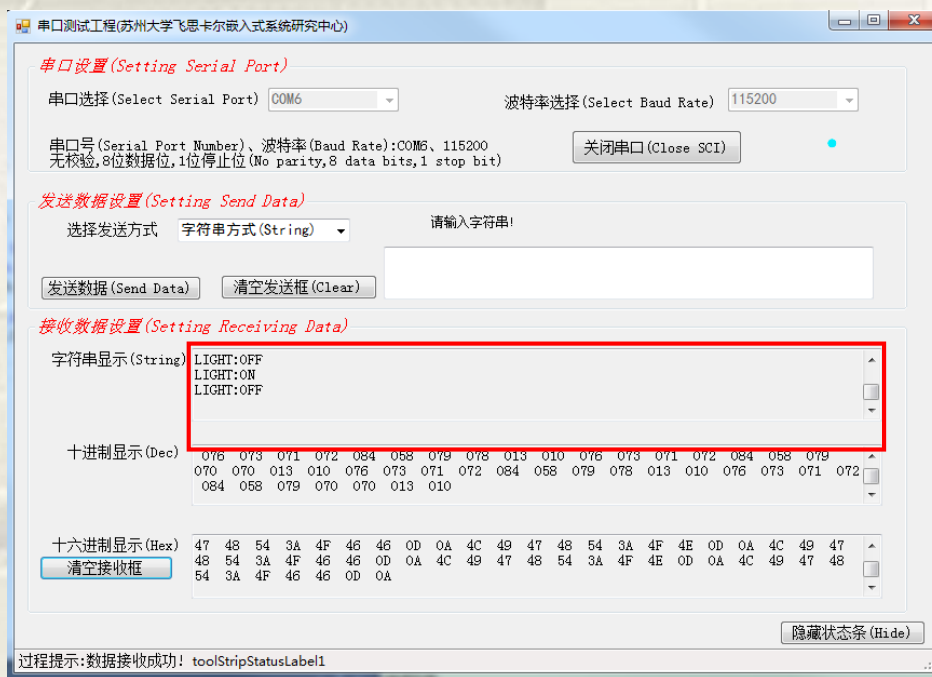 串口测试工程(苏州大学飞思卡尔嵌入式系统研究中心)
串口设置(Setting Serial Port)
串口选择(Select Serial Port) COM6 波特率选择(Select Baud Rate) 115200
串口号(Serial Port Number)、波特率(Baud Rate):COM6、115200
无校验,8位数据位,1位停止位(No parity,8 data bits,1 stop bit)
关闭串口(Close SCI)
发送数据设置(Setting Send Data)
选择发送方式 字符串方式(String) 请输入字符串!
发送数据(Send Data) 清空发送框(Clear)
接收数据设置(Setting Receiving Data)
字符串显示(String) LIGHT:OFF
LIGHT:ON
LIGHT:OFF
十进制显示(Dec) 076 073 071 072 084 058 079 078 013 010 076 073 071 072 084 058 079
070 070 013 010 076 073 071 072 084 058 079 078 013 010 076 073 071 072
084 058 079 070 070 013 010
十六进制显示(Hex) 47 48 54 3A 4F 46 46 0D 0A 4C 49 47 48 54 3A 4F 4E 0D 0A 4C 49 47
清空接收框 48 54 3A 4F 46 46 0D 0A 4C 49 47 48 54 3A 4F 4E 0D 0A 4C 49 47 48
54 3A 4F 46 46 0D 0A
隐藏状态条(Hide)
过程提示:数据接收成功! toolStripStatusLabel1